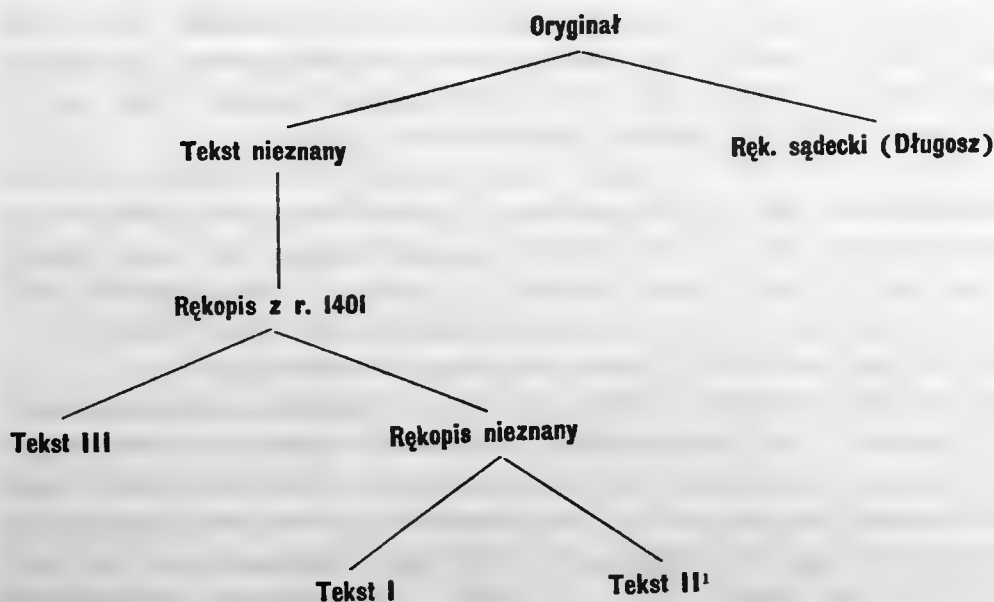 Oryginał
Tekst nieznany
Ręk. sądecki (Długosz)
Rękopis z r. 1401
Tekst III
Rękopis nieznany
Tekst I
Tekst II¹